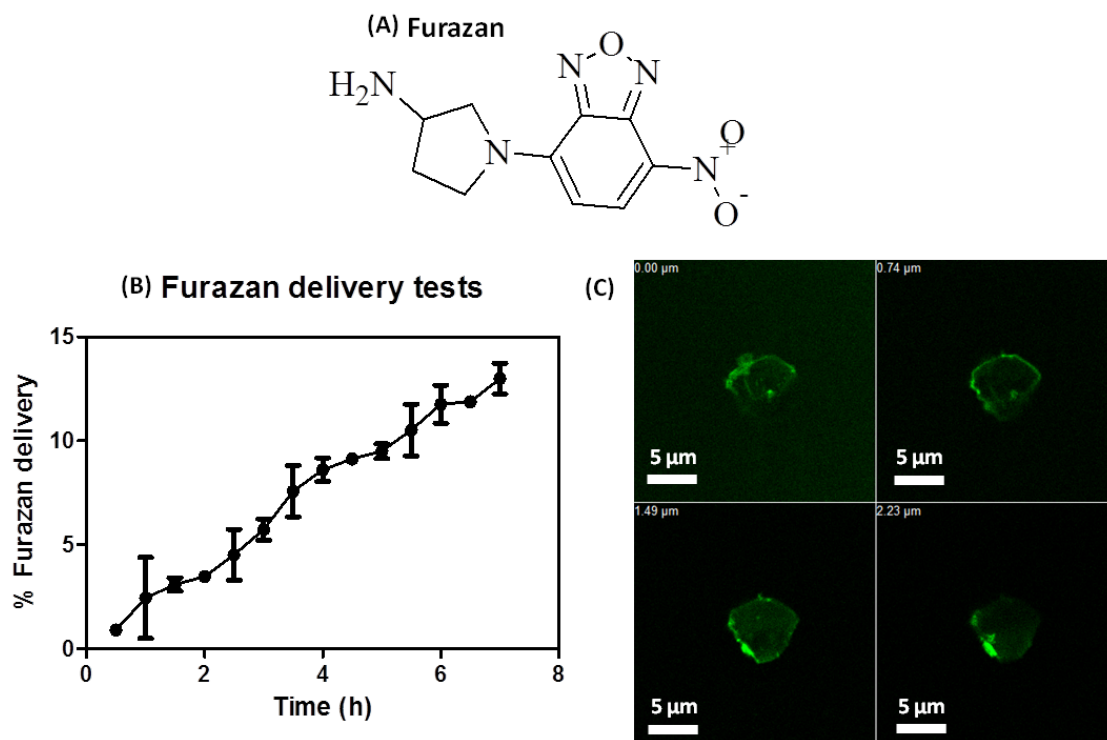 (A) Furazan
N O N
H₂N
N
N + O
O -
(B) Furazan delivery tests
% Furazan delivery
15
10
5
0
0 2 4 6 8
Time (h)
(C)
0.00 µm
5 µm
0.74 µm
5 µm
1.49 µm
5 µm
2.23 µm
5 µm